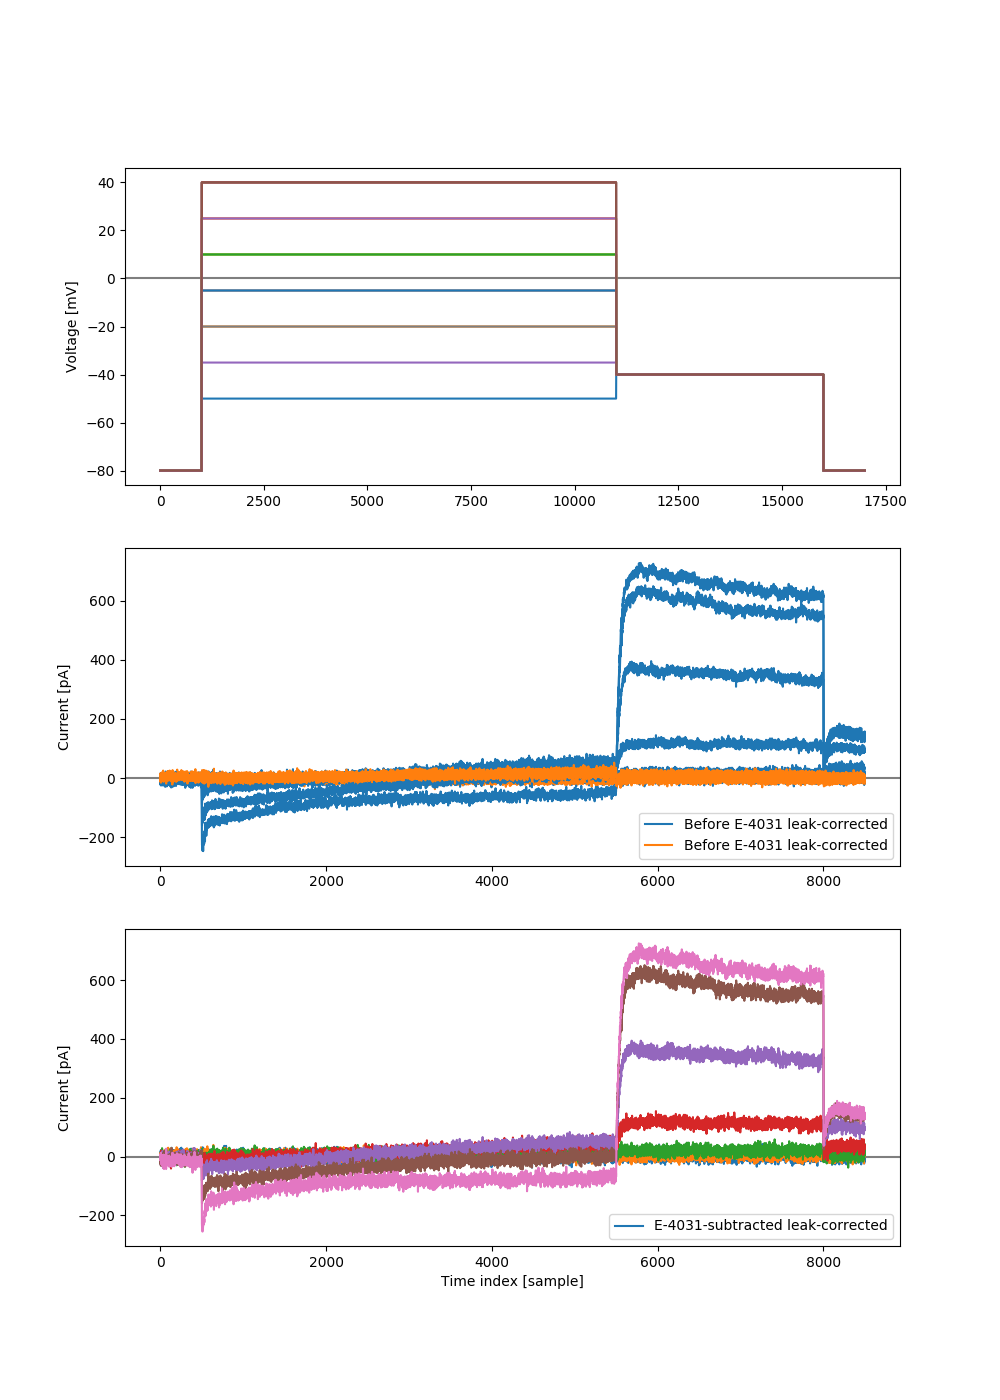 40
20
0
−20
−40
−60
−80
Voltage [mV]
0 2500 5000 7500 10000 12500 15000 17500
600
400
200
0
−200
Current [pA]
Before E-4031 leak-corrected
Before E-4031 leak-corrected
0 2000 4000 6000 8000
600
400
200
0
−200
Current [pA]
E-4031-subtracted leak-corrected
0 2000 4000 6000 8000
Time index [sample]